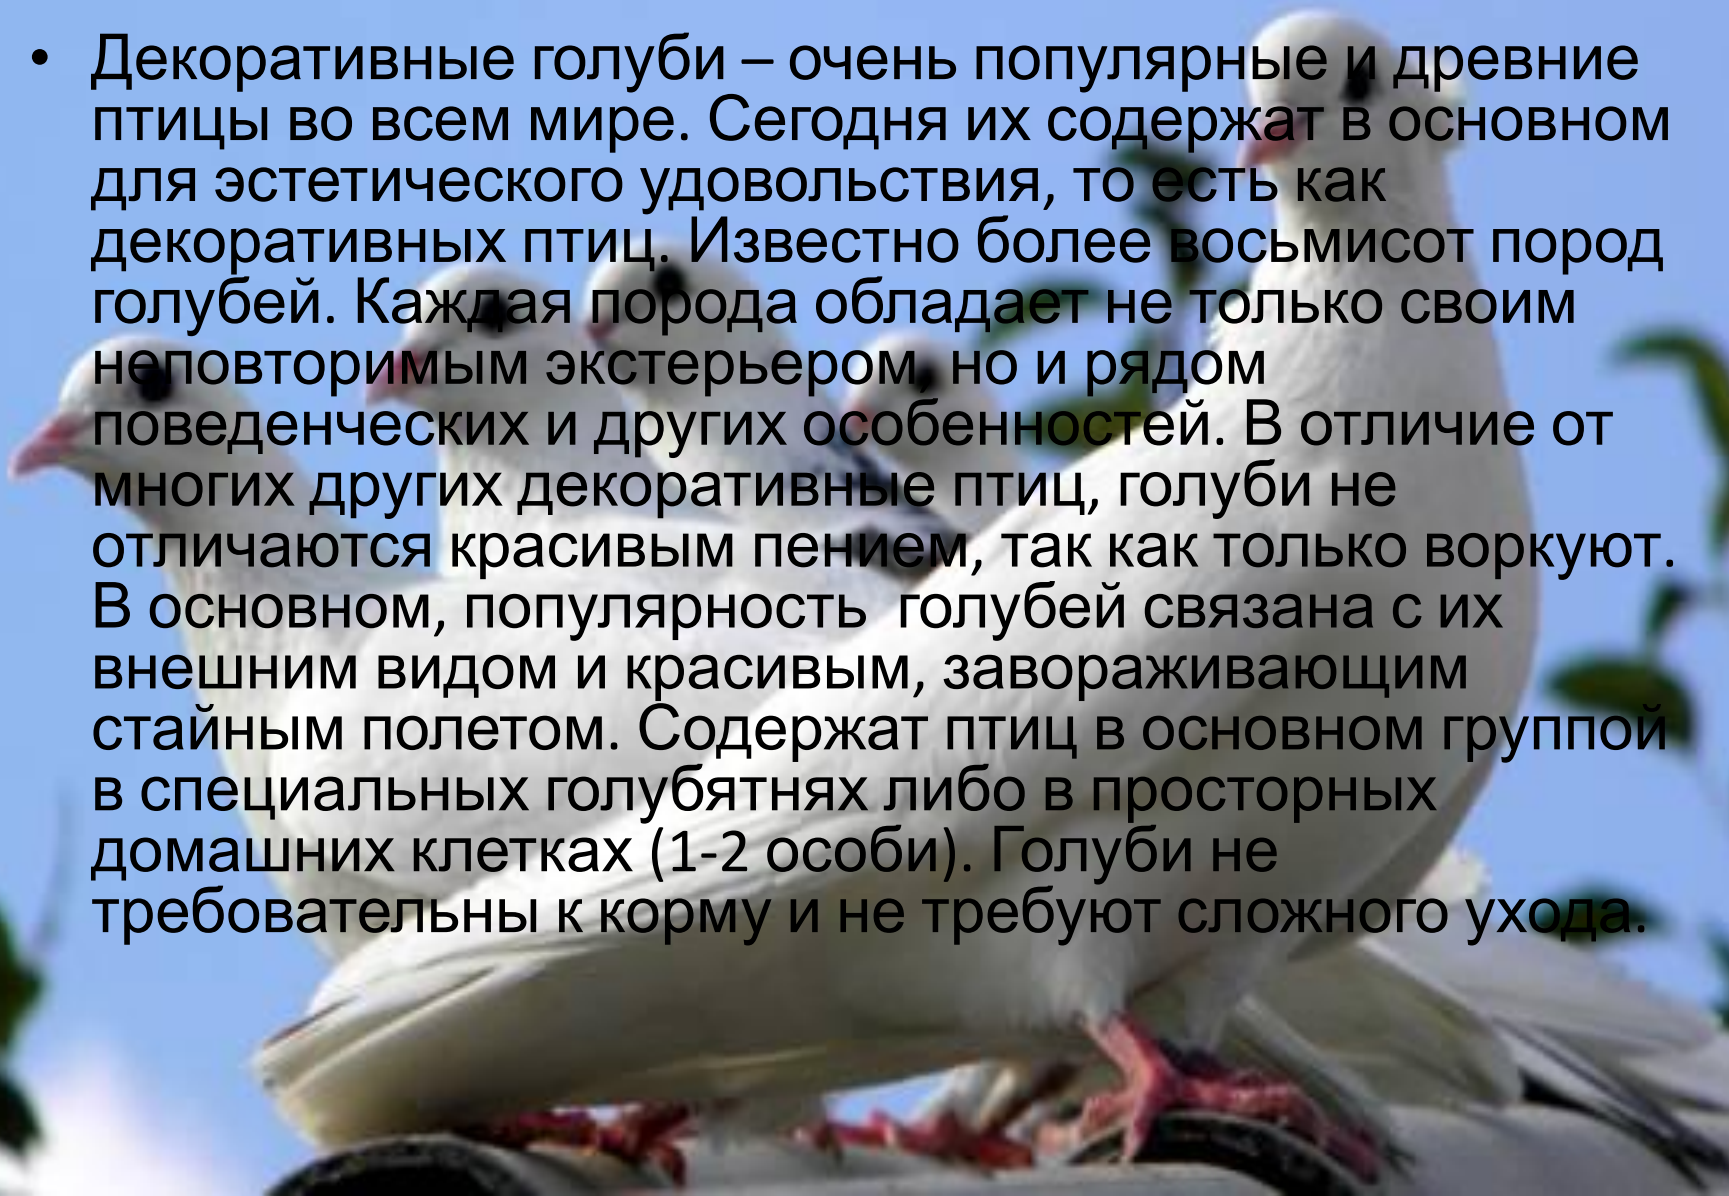 • Декоративные голуби – очень популярные и древние
птицы во всем мире. Сегодня их содержат в основном
для эстетического удовольствия, то есть как
декоративных птиц. Известно более восьмисот пород
голубей. Каждая порода обладает не только своим
неповторимым экстерьером, но и рядом
поведенческих и других особенностей. В отличие от
многих других декоративные птиц, голуби не
отличаются красивым пением, так как только воркуют.
В основном, популярность  голубей связана с их
внешним видом и красивым, завораживающим
стайным полетом. Содержат птиц в основном группой
в специальных голубятнях либо в просторных
домашних клетках (1-2 особи). Голуби не
требовательны к корму и не требуют сложного ухода.